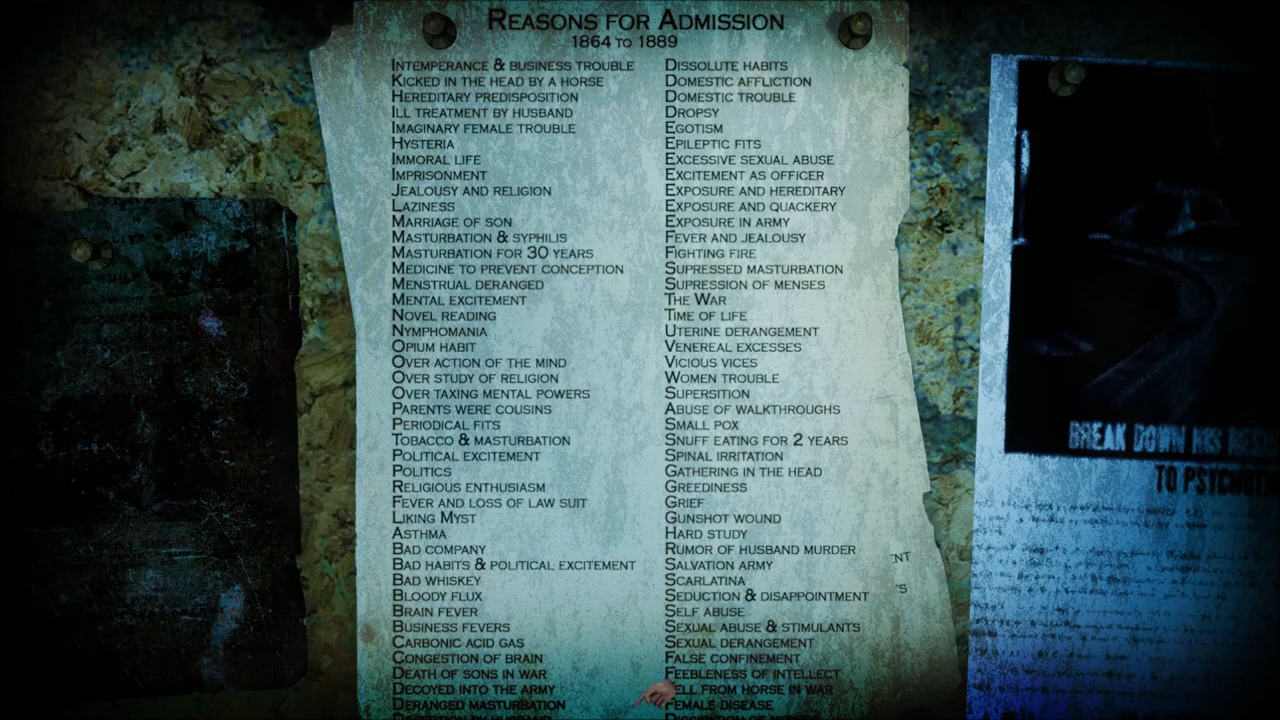 REASONS FOR ADMISSION
1864 TO 1889
INTEMPERANCE & BUSINESS TROUBLE
KICKED IN THE HEAD BY A HORSE
HEREDITARY PREDISPOSITION
ILL TREATMENT BY HUSBAND
IMAGINARY FEMALE TROUBLE
HYSTERIA
IMMORAL LIFE
IMPRISONMENT
JEALOUSY AND RELIGION
LAZINESS
MARRIAGE OF SON
MASTURBATION & SYPHILIS
MASTURBATION FOR 30 YEARS
MEDICINE TO PREVENT CONCEPTION
MENSTRUAL DERANGED
MENTAL EXCITEMENT
NOVEL READING
NYMPHOMANIA
OPIUM HABIT
OVER ACTION OF THE MIND
OVER STUDY OF RELIGION
OVER TAXING MENTAL POWERS
PARENTS WERE COUSINS
PERIODICAL FITS
TOBACCO & MASTURBATION
POLITICAL EXCITEMENT
POLITICS
RELIGIOUS ENTHUSIASM
FEVER AND LOSS OF LAW SUIT
LIKING MYST
ASTHMA
BAD COMPANY
BAD HABITS & POLITICAL EXCITEMENT
BAD WHISKEY
BLOODY FLUX
BRAIN FEVER
BUSINESS FEVERS
CARBONIC ACID GAS
CONGESTION OF BRAIN
DEATH OF SONS IN WAR
DECOYED INTO THE ARMY
DERANGED MASTURBATION
DISSOLUTE HABITS
DOMESTIC AFFLICTION
DOMESTIC TROUBLE
DROPSY
EGOTISM
EPILEPTIC FITS
EXCESSIVE SEXUAL ABUSE
EXCITEMENT AS OFFICER
EXPOSURE AND HEREDITARY
EXPOSURE AND QUACKERY
EXPOSURE IN ARMY
FEVER AND JEALOUSY
FIGHTING FIRE
SUPRESSED MASTURBATION
SUPRESSION OF MENSES
THE WAR
TIME OF LIFE
UTERINE DERANGEMENT
VENEREAL EXCESSES
VICIOUS VICES
WOMEN TROUBLE
SUPERSITION
ABUSE OF WALKTHROUGHS
SMALL POX
SNUFF EATING FOR 2 YEARS
SPINAL IRRITATION
GATHERING IN THE HEAD
GREEDINESS
GRIEF
GUNSHOT WOUND
HARD STUDY
RUMOR OF HUSBAND MURDER
SALVATION ARMY
SCARLATINA
SEDUCTION & DISAPPOINTMENT
SELF ABUSE
SEXUAL ABUSE & STIMULANTS
SEXUAL DERANGEMENT
FALSE CONFINEMENT
FEEBLENESS OF INTELLECT
FELL FROM HORSE IN WAR
FEMALE DISEASE
BREAK DOWN HIS
TO